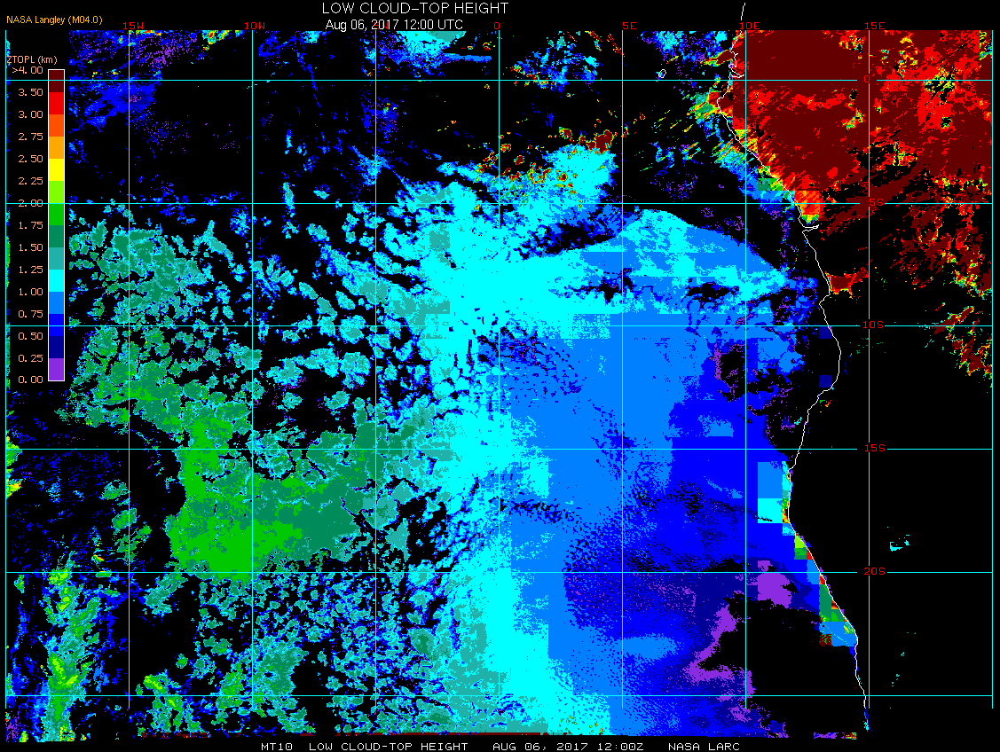 LOW CLOUD-TOP HEIGHT
NASA Langley (M04.0)
Aug 06, 2017 12:00 UTC
15W 10W 0 5E 10E 15E
ZTOPL (km)
>4.00
0
3.50
3.00
2.75
2.50
2.25
2.00
5S
1.75
1.50
1.25
1.00
0.75
10S
0.50
0.25
0.00
15S
20S
MT10 LOW CLOUD-TOP HEIGHT AUG 06, 2017 12:00Z NASA LARC